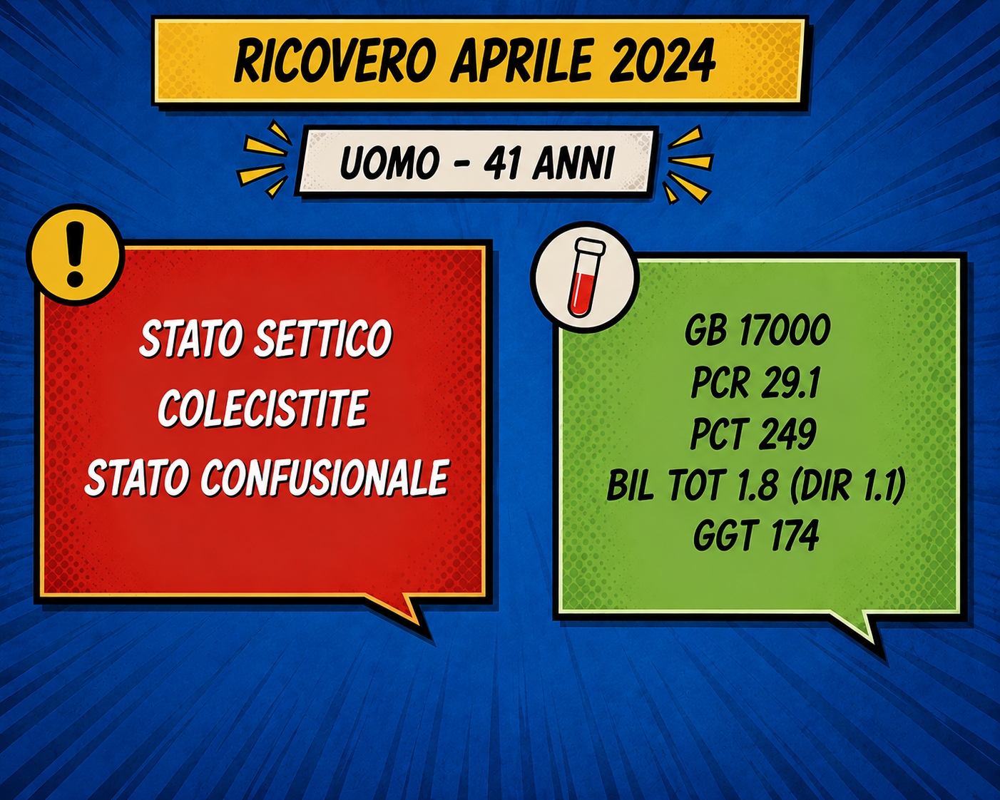 RICOVERO APRILE 2024
UOMO - 41 ANNI
!
STATO SETTICO
COLECISTITE
STATO CONFUSIONALE
GB 17000
PCR 29.1
PCT 249
BIL TOT 1.8 (DIR 1.1)
GGT 174